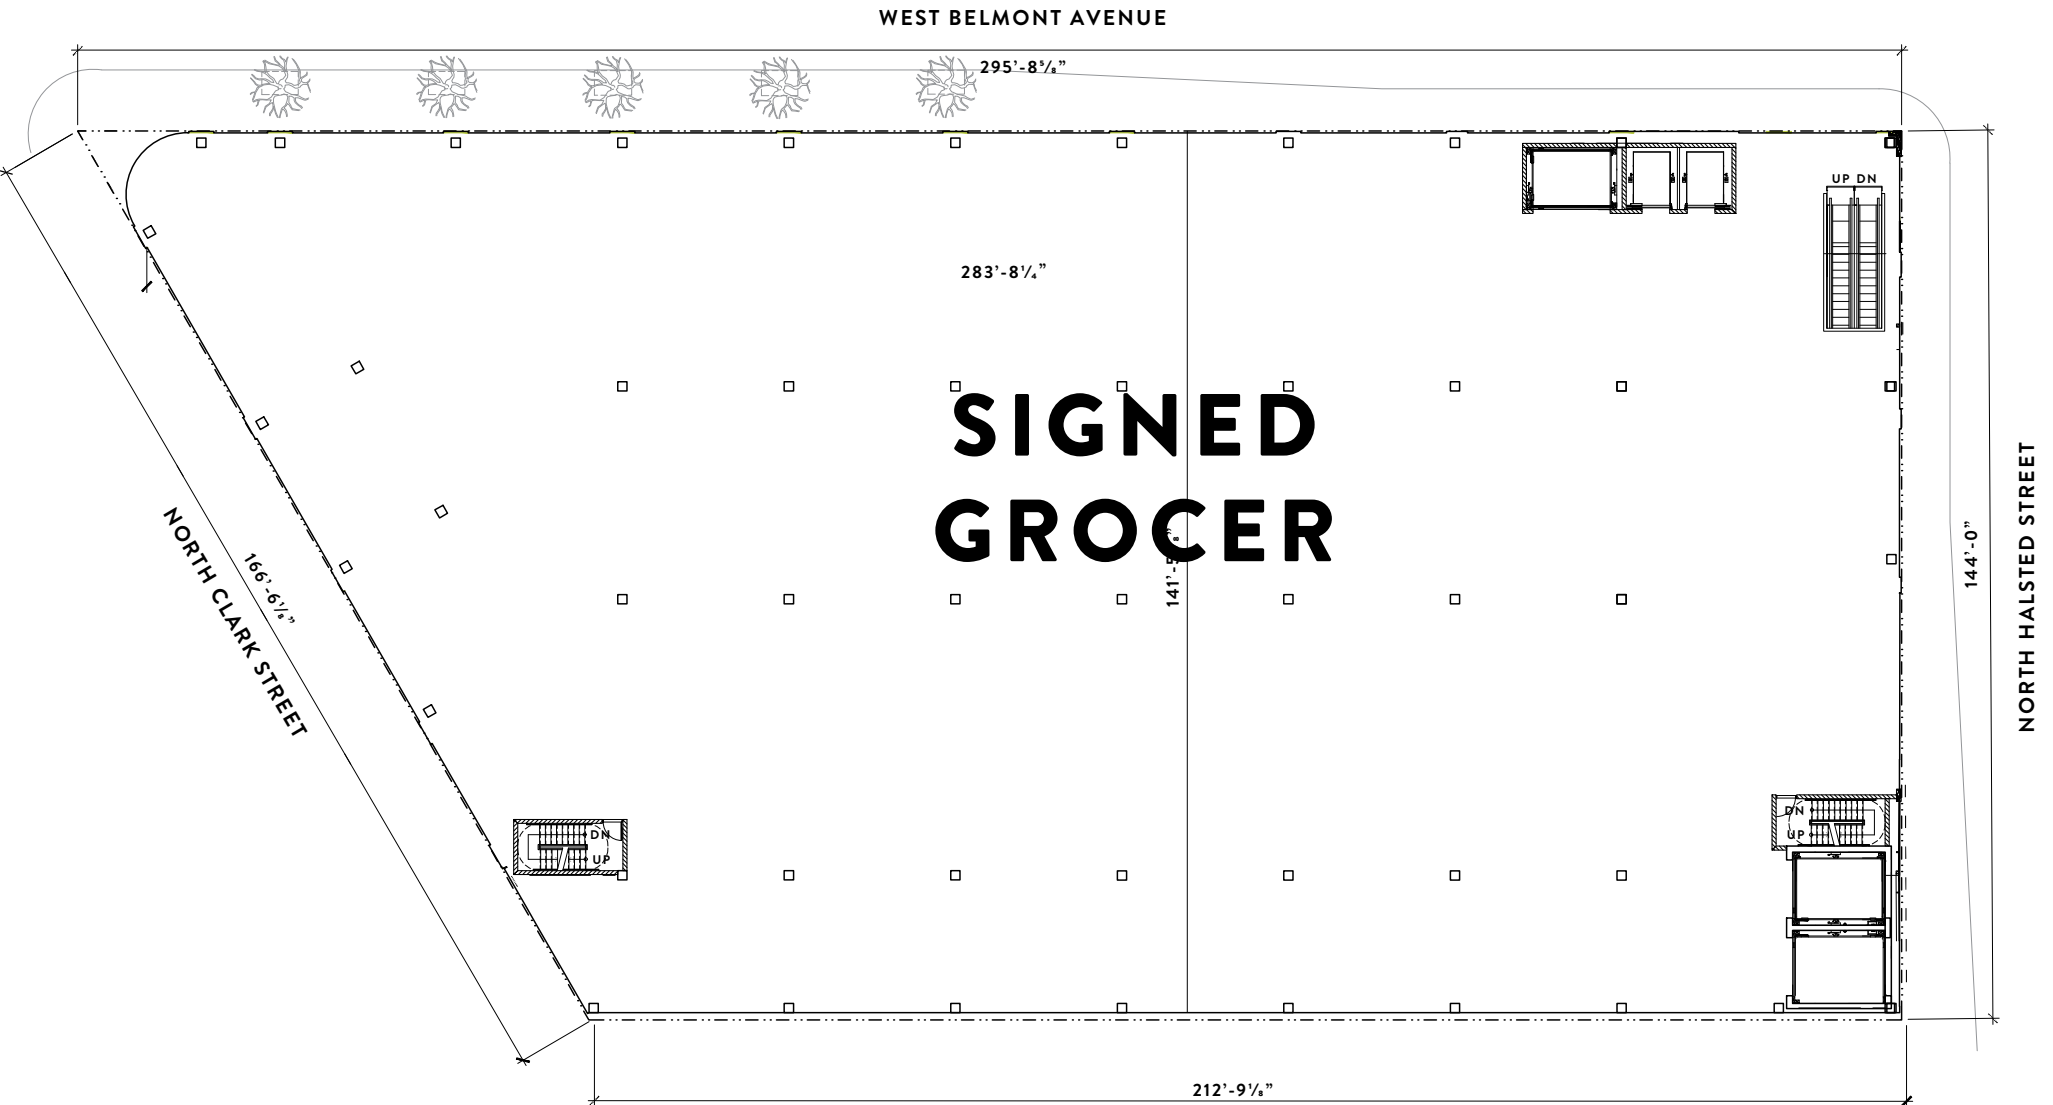 WEST BELMONT AVENUE
295’-8⅝”
UP DN
283’-8¼”
SIGNED
GROCER
NORTH CLARK STREET
166’-6⅛”
144’-0”
NORTH HALSTED STREET
DN
UP
DN
UP
212’-9⅛”